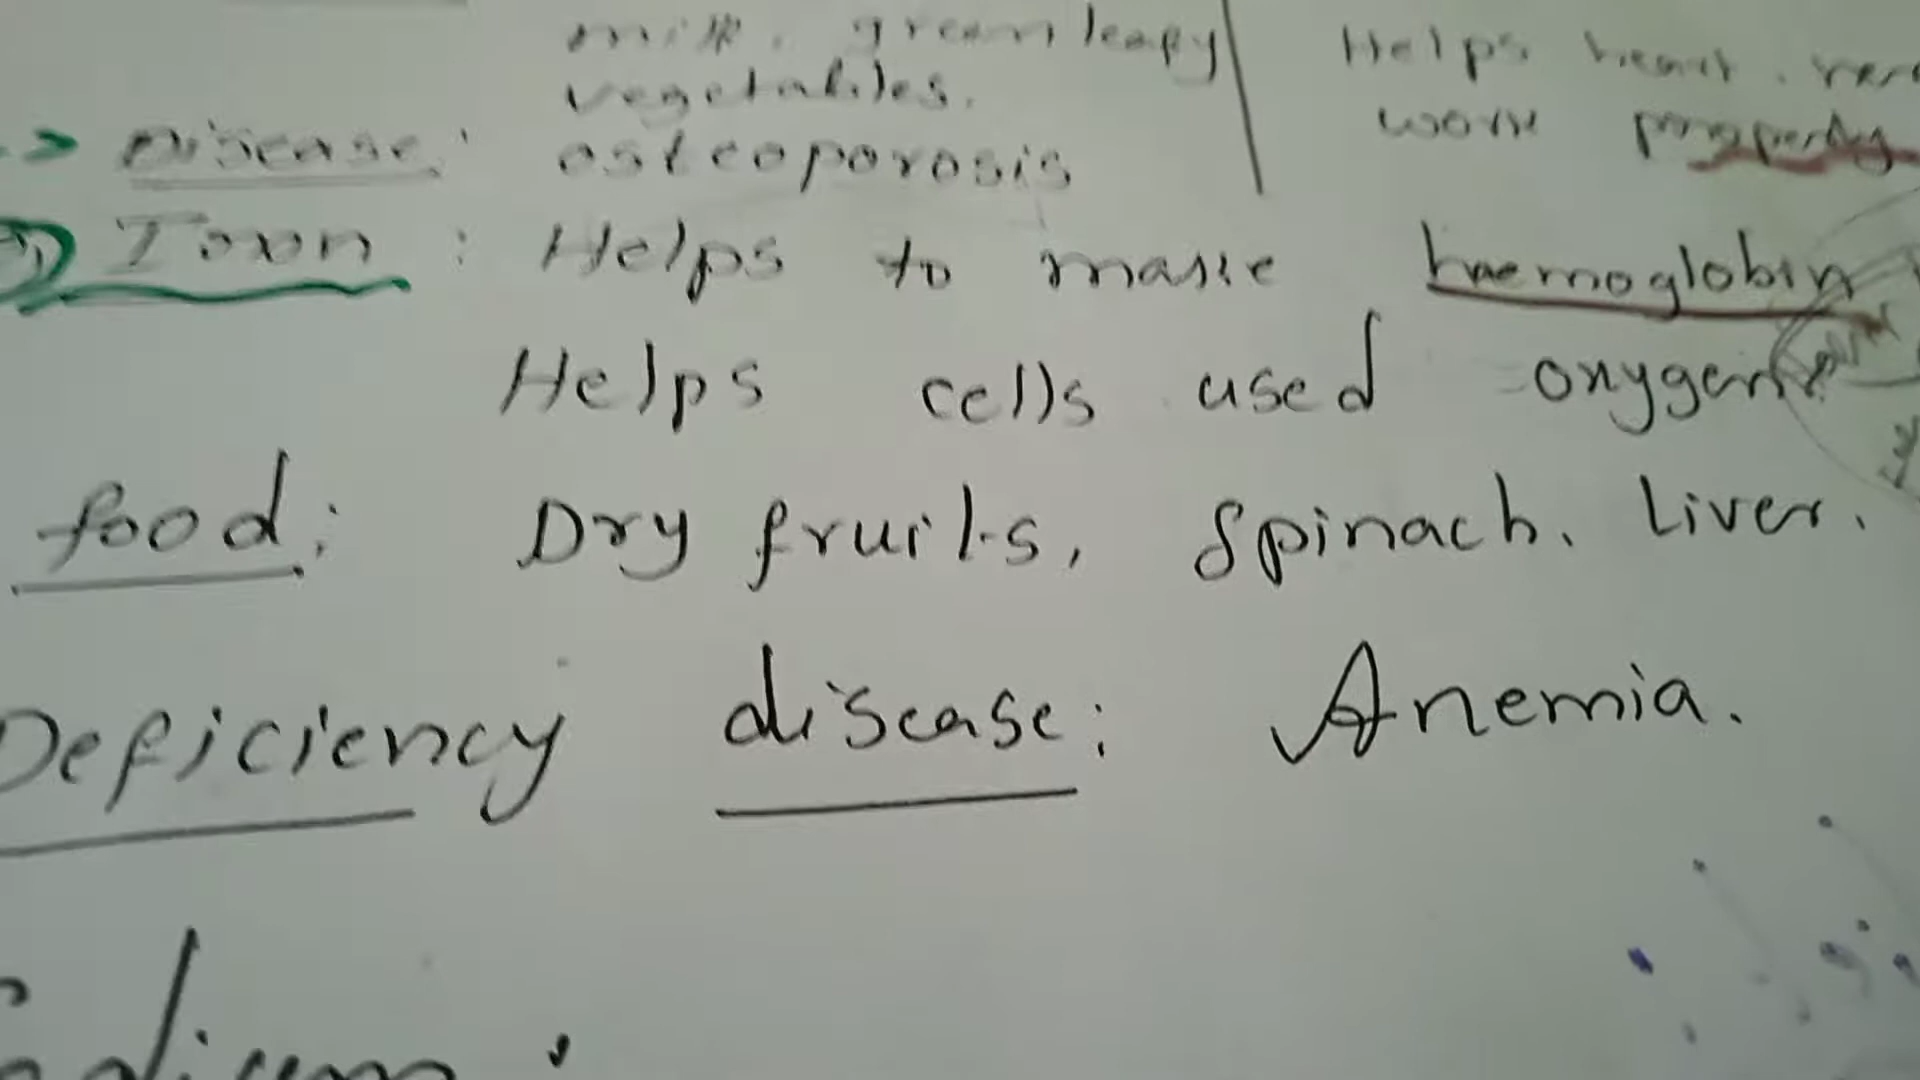 milk, green leafy
vegetables.
Helps heart, 
work properly
-> Disease: osteoporosis
Iron : Helps to make haemoglobin
Helps cells used oxygen
food: Dry fruits, Spinach. Liver.
Deficiency disease: Anemia.